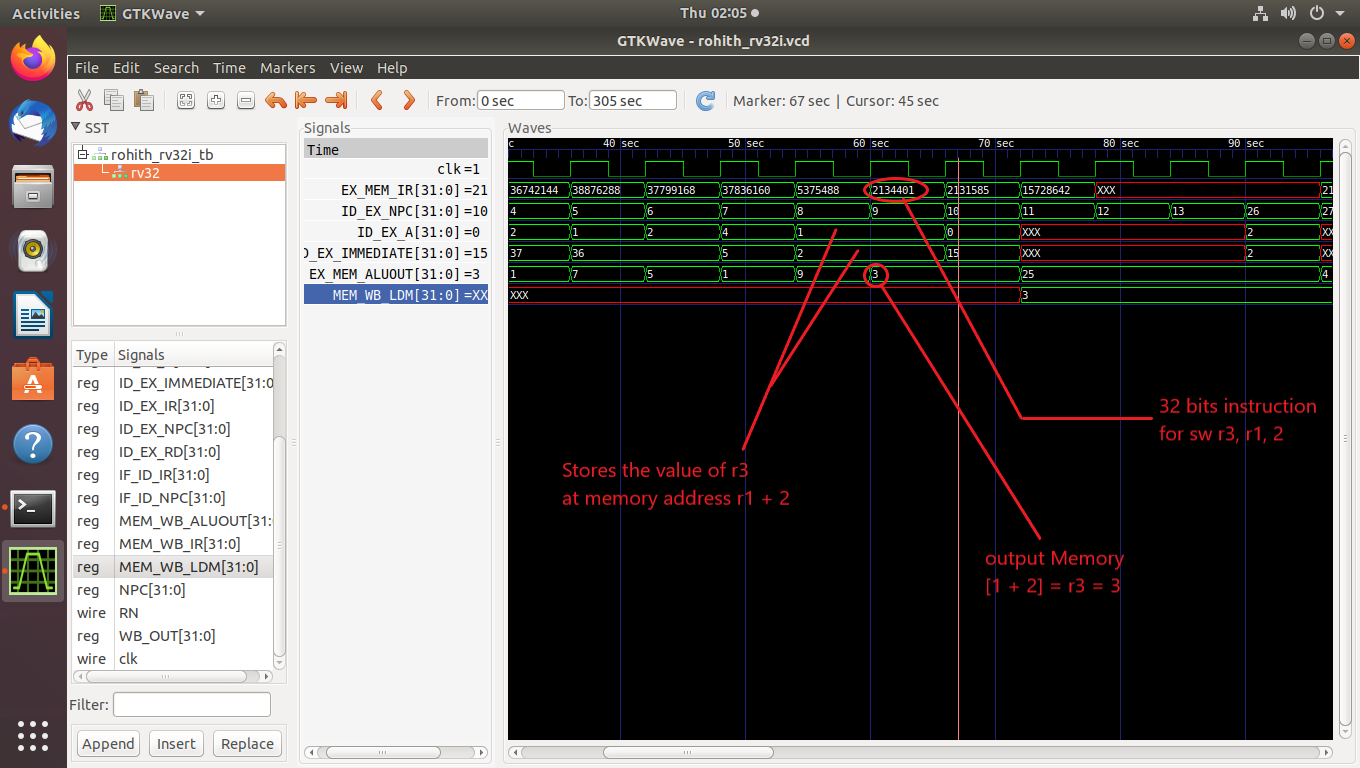 Activities GTKWave Thu 02:05
GTKWave - rohith_rv32i.vcd
File Edit Search Time Markers View Help
From: 0 sec To: 305 sec Marker: 67 sec | Cursor: 45 sec
SST
rohith_rv32i_tb
rv32
Type Signals
reg ID_EX_IMMEDIATE[31:0
reg ID_EX_IR[31:0]
reg ID_EX_NPC[31:0]
reg ID_EX_RD[31:0]
reg IF_ID_IR[31:0]
reg IF_ID_NPC[31:0]
reg MEM_WB_ALUOUT[31:
reg MEM_WB_IR[31:0]
reg MEM_WB_LDM[31:0]
reg NPC[31:0]
wire RN
reg WB_OUT[31:0]
wire clk
Filter:
Append Insert Replace
Signals
Time
clk =1
EX_MEM_IR[31:0] =21
ID_EX_NPC[31:0] =10
ID_EX_A[31:0] =0
D_EX_IMMEDIATE[31:0] =15
EX_MEM_ALUOUT[31:0] =3
MEM_WB_LDM[31:0] =XX
Waves
c 40 sec 50 sec 60 sec 70 sec 80 sec 90 sec
36742144 38876288 37799168 37836160 5375488 2134401 2131585 15728642 XXX 21
4 5 6 7 8 9 10 11 12 13 26 27
2 1 2 4 1 0 XXX 2 XX
37 36 5 2 15 XXX 2 XX
1 7 5 1 9 3 25 4
XXX 3
32 bits instruction
for sw r3, r1, 2
Stores the value of r3
at memory address r1 + 2
output Memory
[1 + 2] = r3 = 3